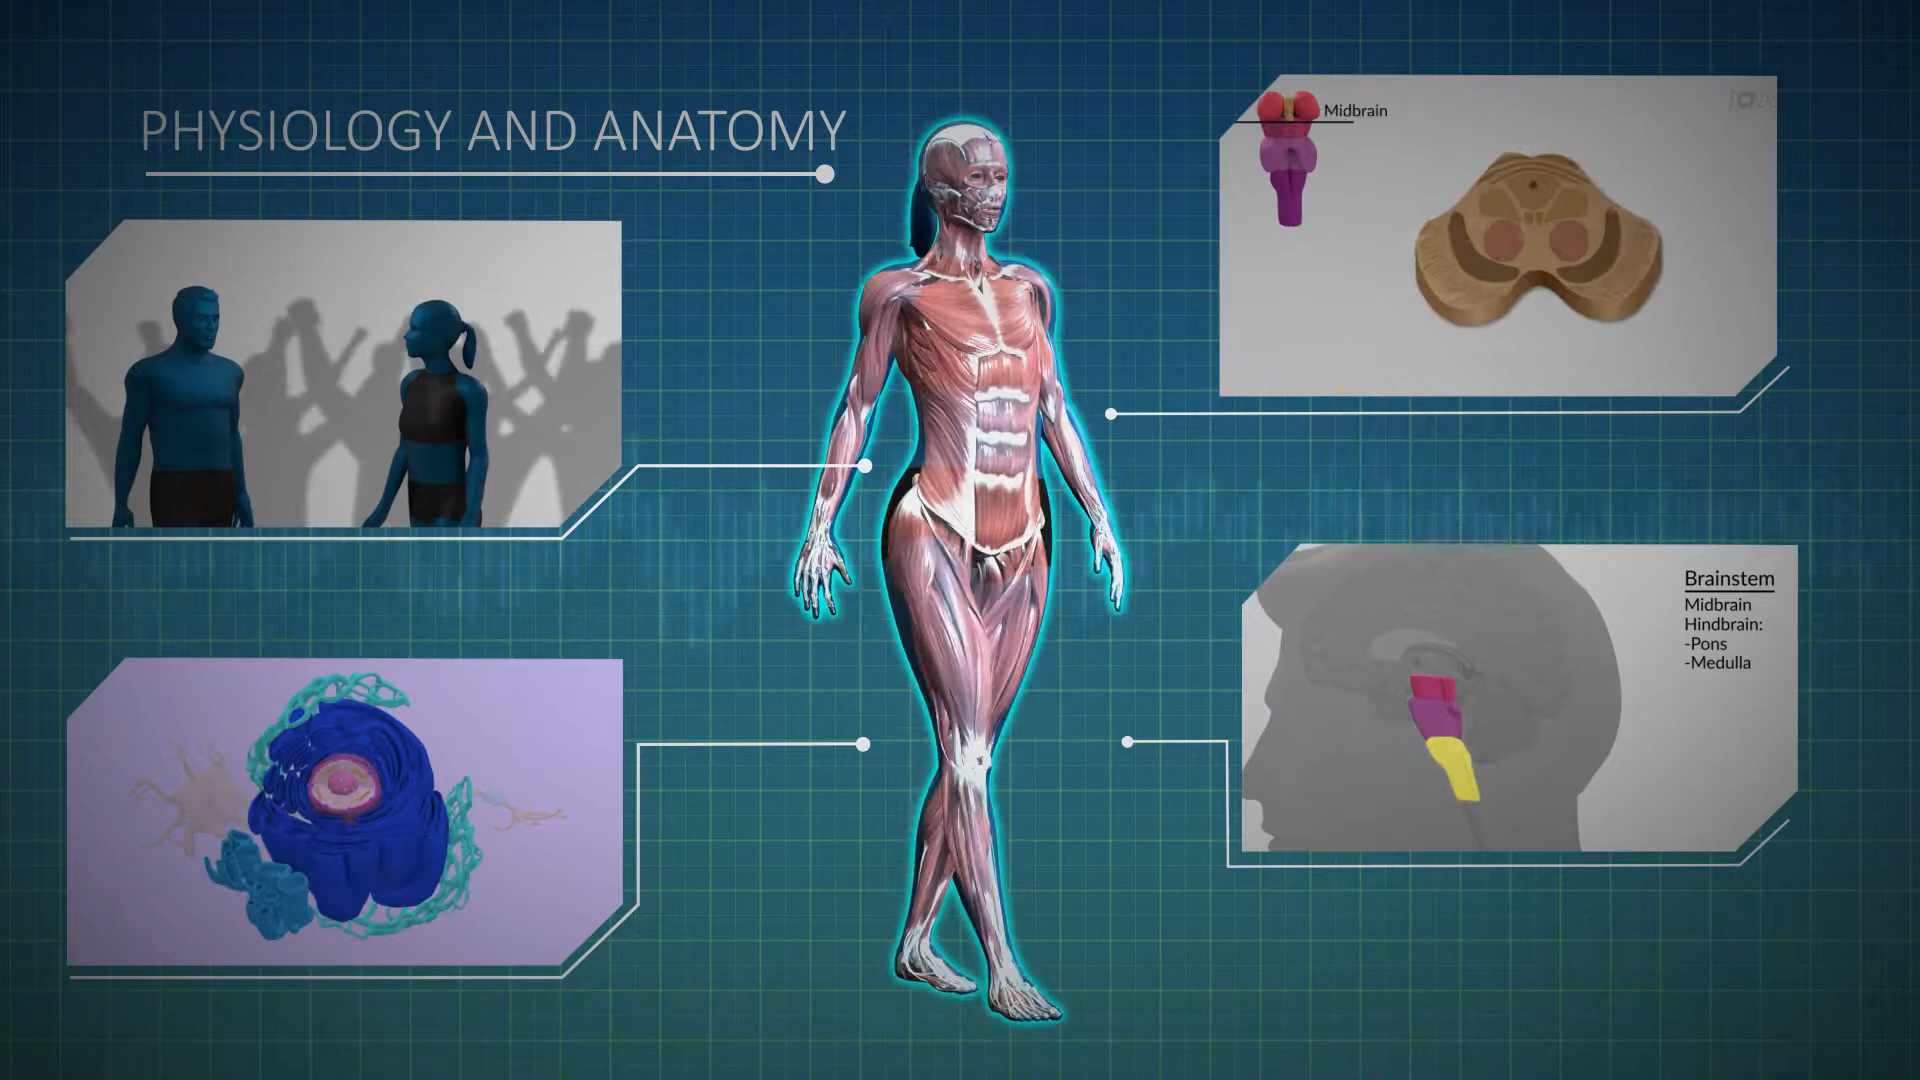 PHYSIOLOGY AND ANATOMY
Midbrain
Brainstem
Midbrain
Hindbrain:
-Pons
-Medulla